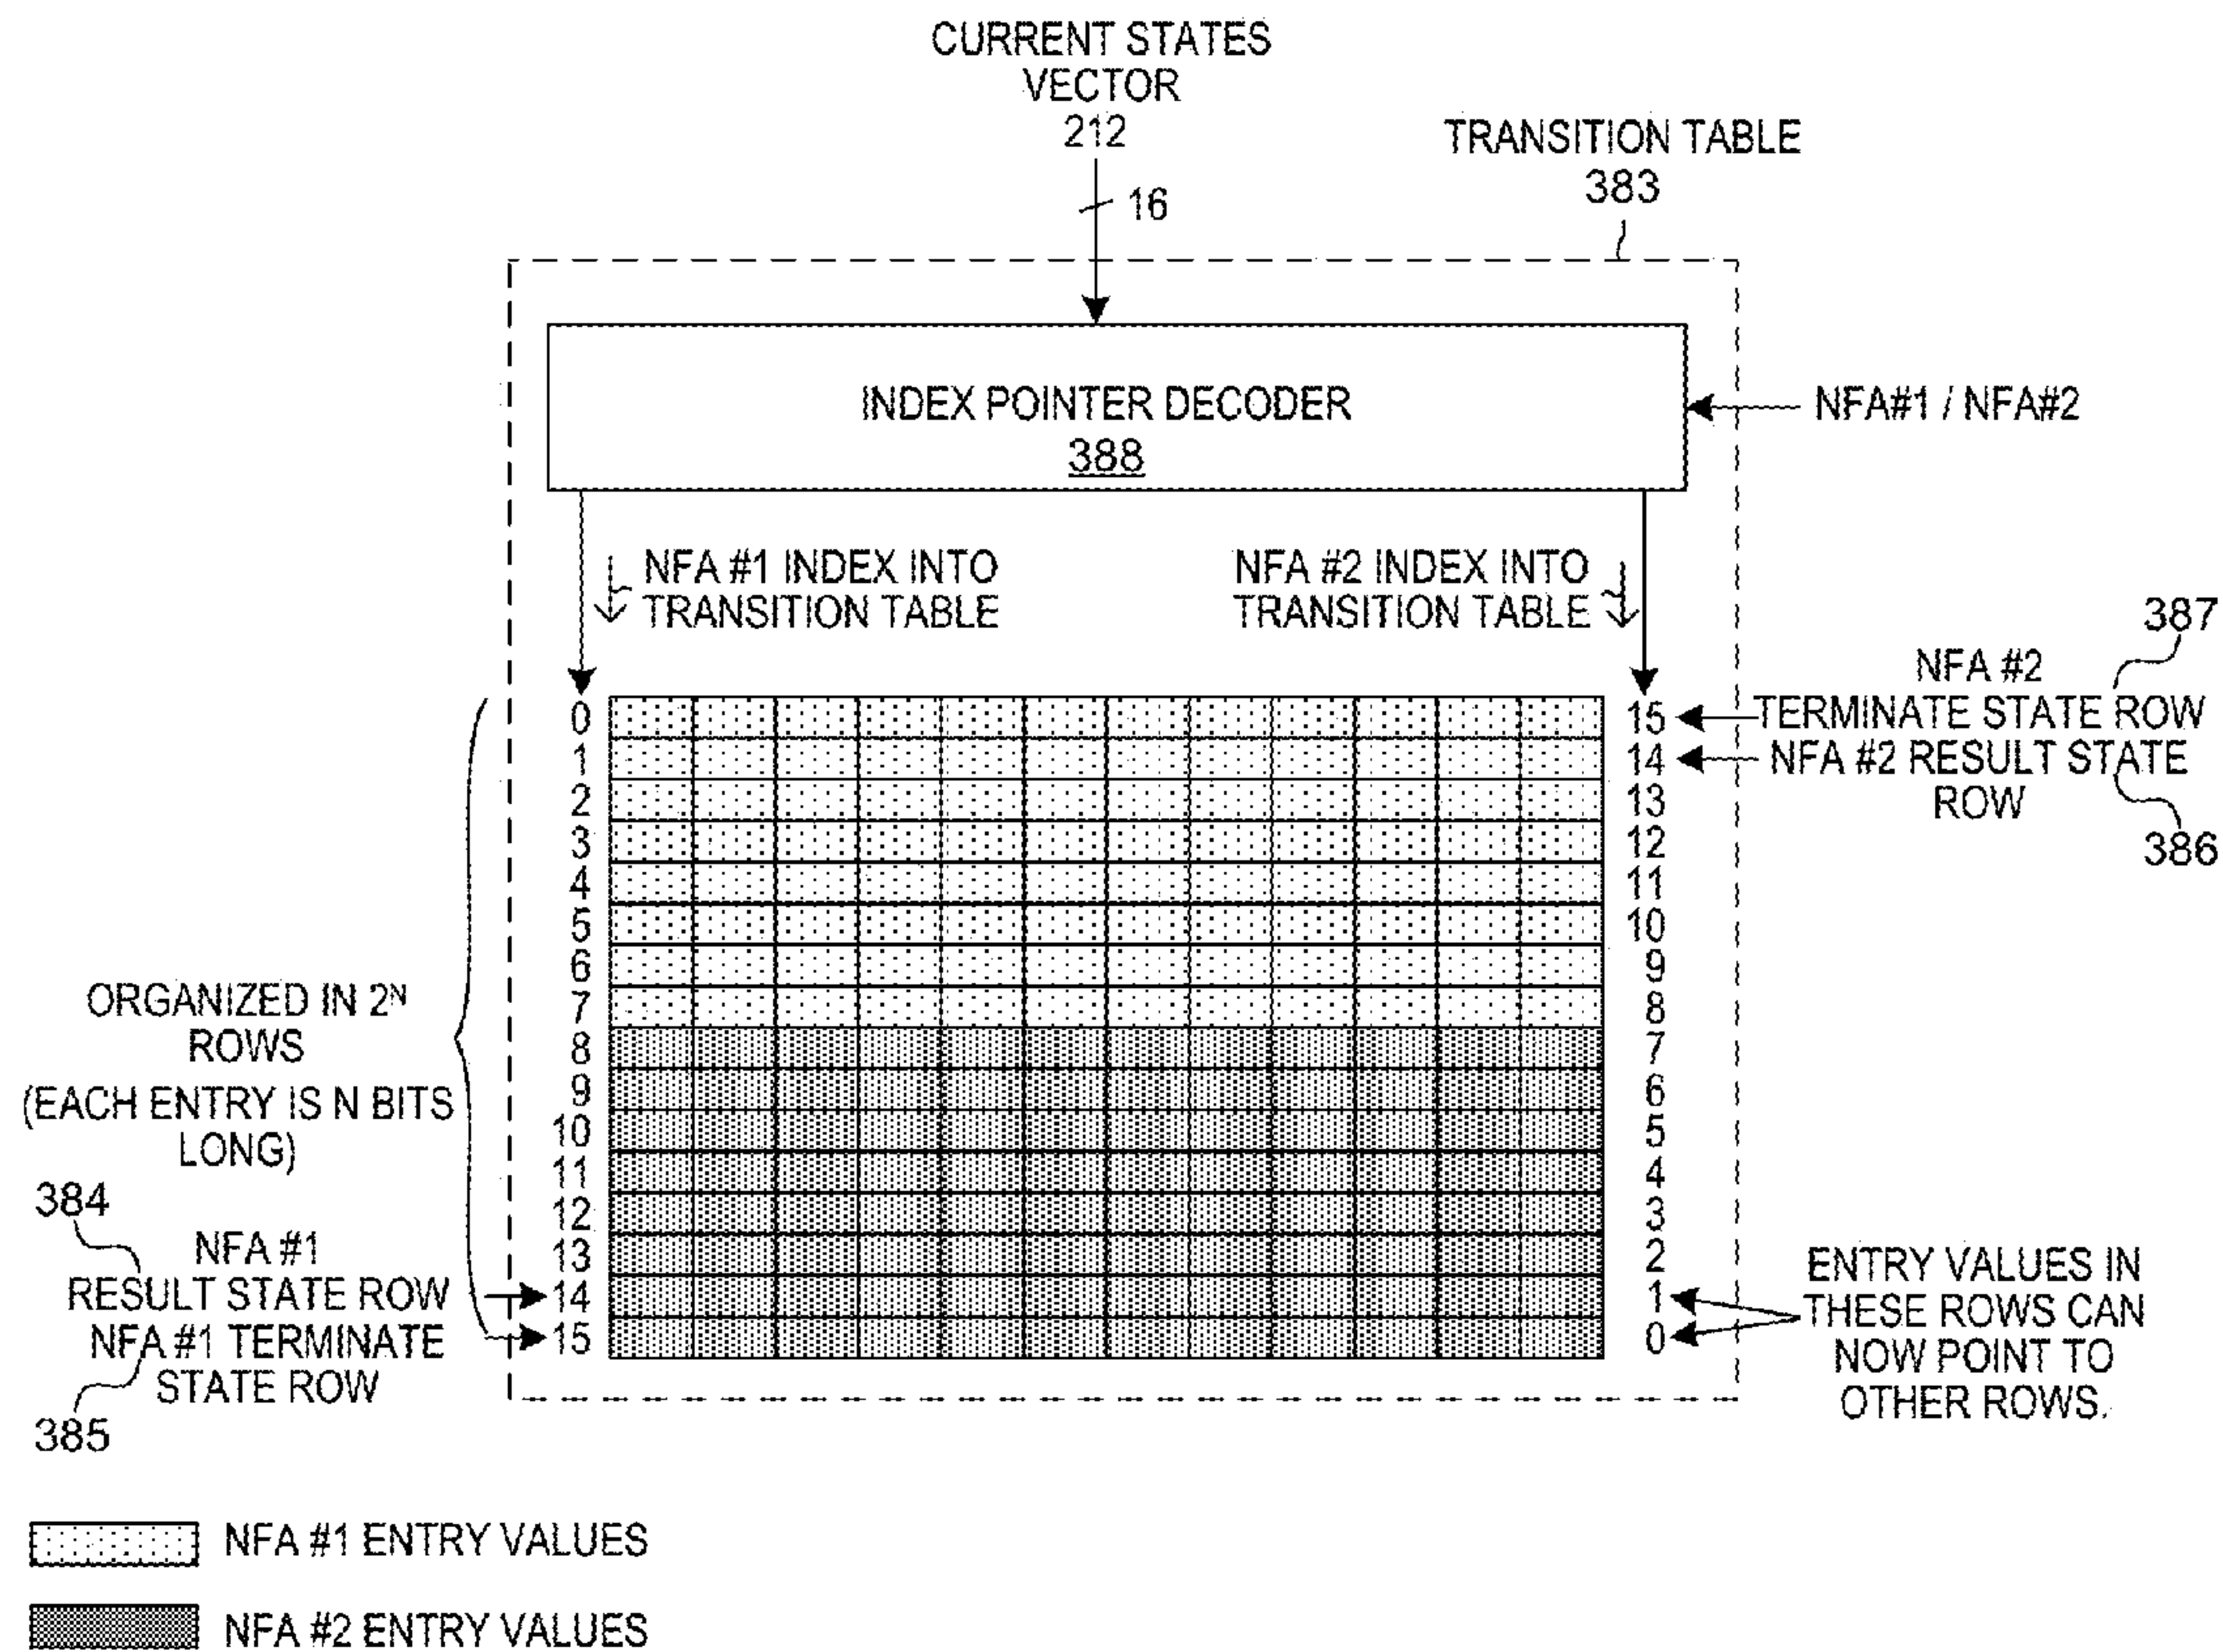 CURRENT STATES
VECTOR
212
16
TRANSITION TABLE
383
INDEX POINTER DECODER
388
NFA#1 / NFA#2
NFA #1 INDEX INTO
TRANSITION TABLE
NFA #2 INDEX INTO
TRANSITION TABLE
387
NFA #2
TERMINATE STATE ROW
NFA #2 RESULT STATE
ROW
386
0
1
2
3
4
5
6
7
8
9
10
11
12
13
14
15
15
14
13
12
11
10
9
8
7
6
5
4
3
2
1
0
ORGANIZED IN 2ᴺ
ROWS
(EACH ENTRY IS N BITS
LONG)
384
NFA #1
RESULT STATE ROW
NFA #1 TERMINATE
STATE ROW
385
ENTRY VALUES IN
THESE ROWS CAN
NOW POINT TO
OTHER ROWS.
NFA #1 ENTRY VALUES
NFA #2 ENTRY VALUES